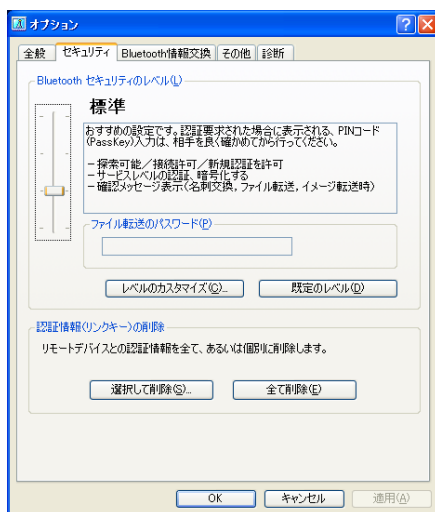 オプション
全般 セキュリティ Bluetooth情報交換 その他 診断
Bluetooth セキュリティのレベル(L)
標準
おすすめの設定です。認証要求された場合に表示される、PINコード
(PassKey)入力は、相手を良く確かめてから行ってください。
－探索可能／接続許可／新規認証を許可
－サービスレベルの認証、暗号化する
－確認メッセージ表示(名刺交換，ファイル転送，イメージ転送時)
ファイル転送のパスワード(P)
レベルのカスタマイズ(C)... 既定のレベル(D)
認証情報(リンクキー)の削除
リモートデバイスとの認証情報を全て、あるいは個別に削除します。
選択して削除(S)... 全て削除(E)
OK キャンセル 適用(A)